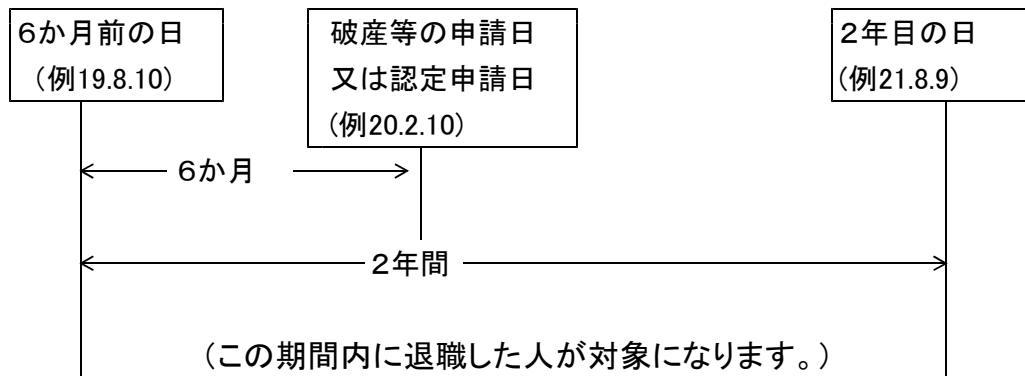 ６か月前の日
（例19.8.10）
破産等の申請日
又は認定申請日
(例20.2.10)
２年目の日
(例21.8.9)
６か月
２年間
（この期間内に退職した人が対象になります。）